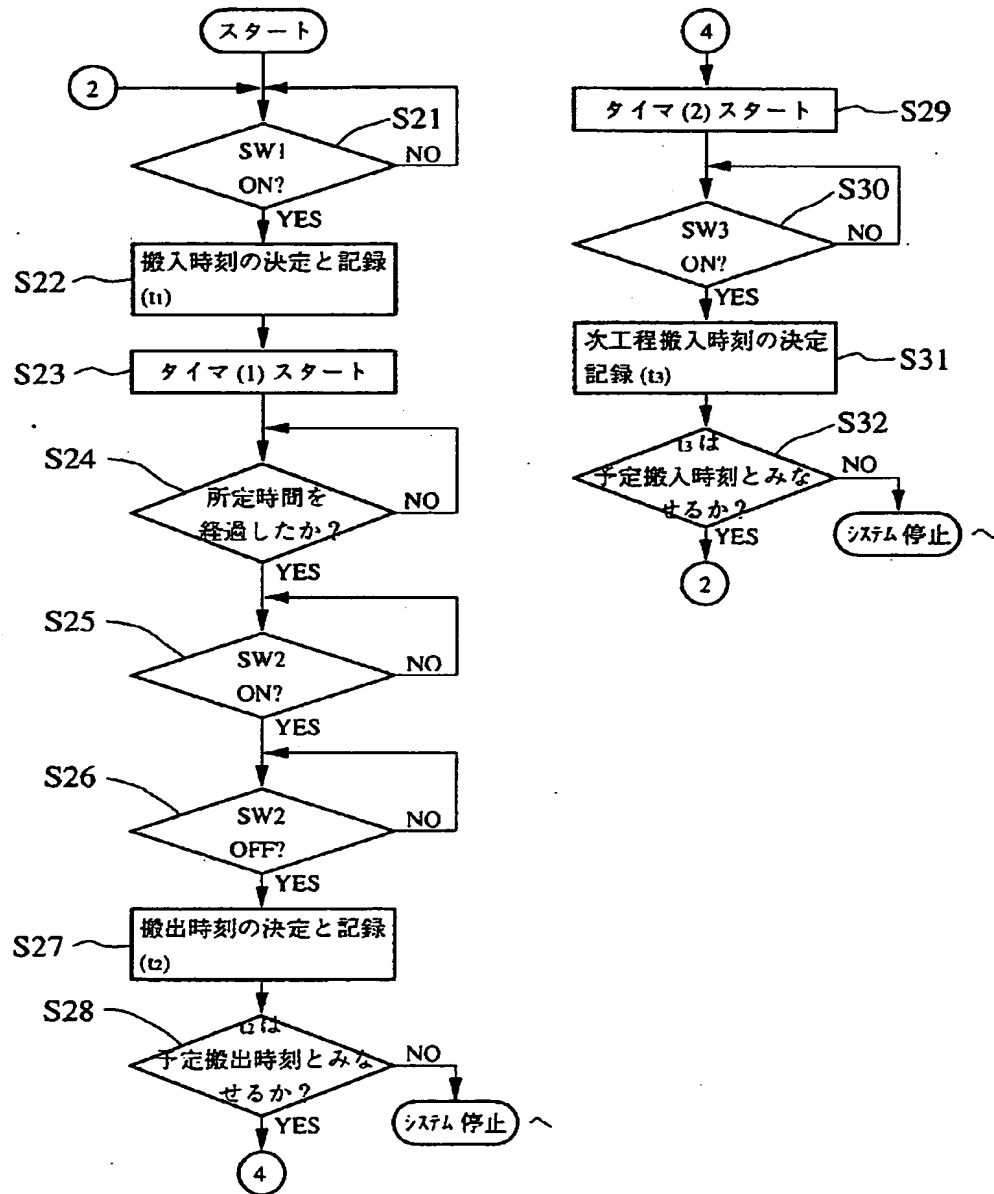 スタート
2
S21
SW1
ON?
NO
YES
S22
搬入時刻の決定と記録
(t1)
S23
タイマ (1) スタート
S24
所定時間を
経過したか？
NO
YES
S25
SW2
ON?
NO
YES
S26
SW2
OFF?
NO
YES
S27
搬出時刻の決定と記録
(t2)
S28
t2は
予定搬出時刻とみな
せるか？
NO
システム 停止 へ
YES
4
4
タイマ (2) スタート
S29
S30
SW3
ON?
NO
YES
次工程搬入時刻の決定
記録 (t3)
S31
S32
t3は
予定搬入時刻とみな
せるか？
NO
システム 停止 へ
YES
2